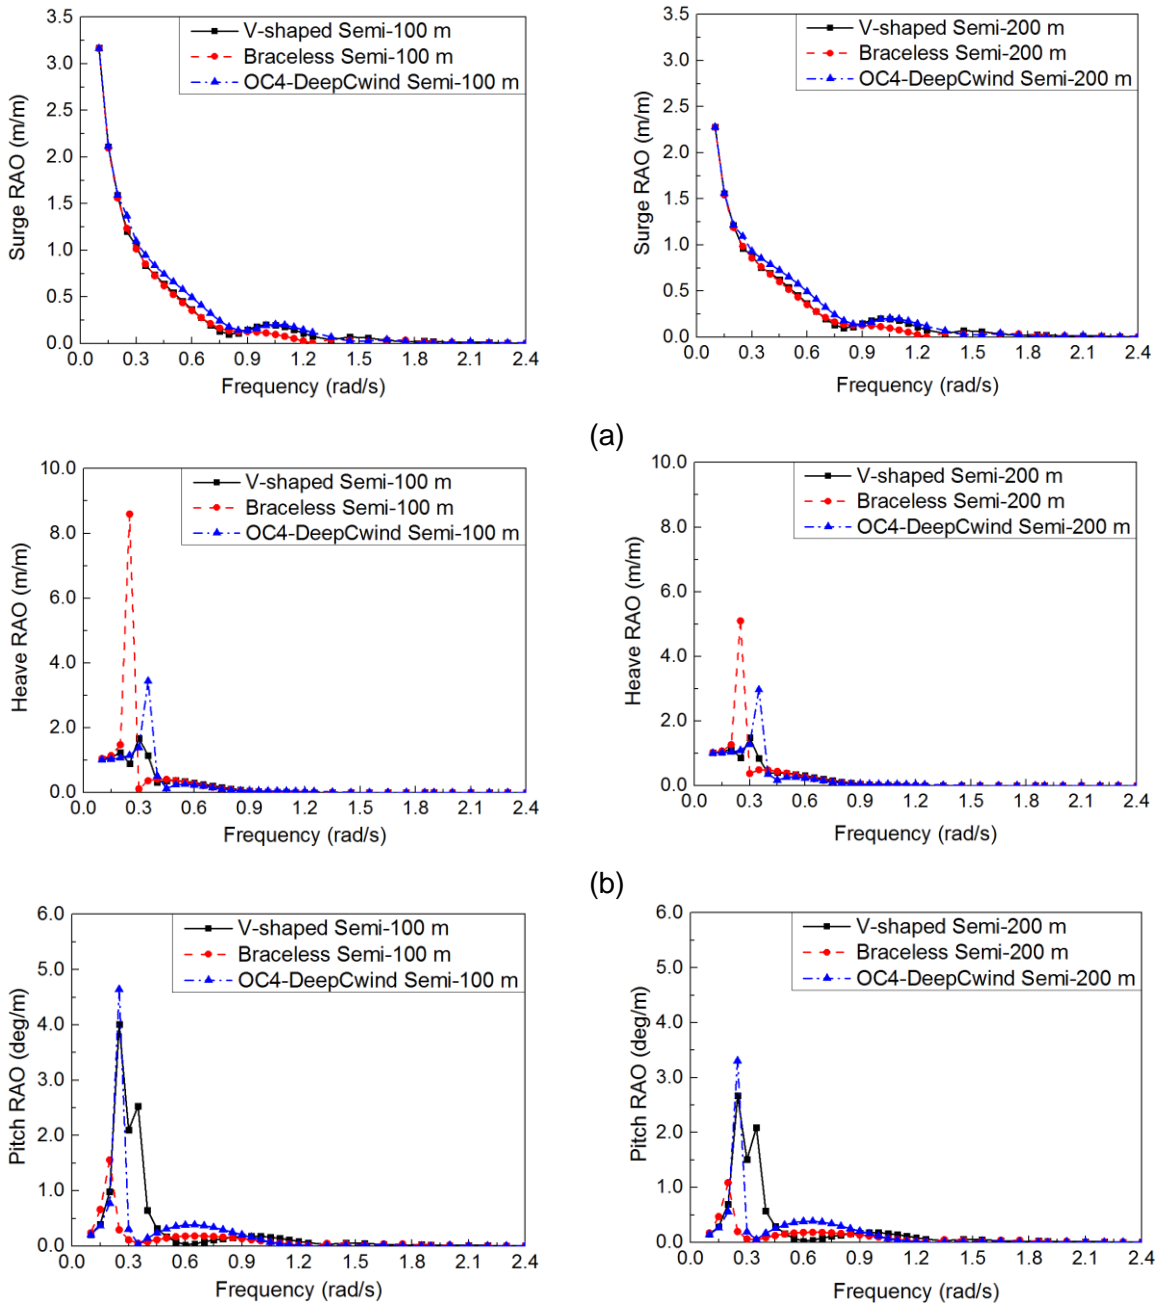 3.5
3.0
2.5
2.0
1.5
1.0
0.5
0.0
Surge RAO (m/m)
V-shaped Semi-100 m
Braceless Semi-100 m
OC4-DeepCwind Semi-100 m
0.0 0.3 0.6 0.9 1.2 1.5 1.8 2.1 2.4
Frequency (rad/s)
3.5
3.0
2.5
2.0
1.5
1.0
0.5
0.0
Surge RAO (m/m)
V-shaped Semi-200 m
Braceless Semi-200 m
OC4-DeepCwind Semi-200 m
0.0 0.3 0.6 0.9 1.2 1.5 1.8 2.1 2.4
Frequency (rad/s)
(a)
10.0
8.0
6.0
4.0
2.0
0.0
Heave RAO (m/m)
V-shaped Semi-100 m
Braceless Semi-100 m
OC4-DeepCwind Semi-100 m
0.0 0.3 0.6 0.9 1.2 1.5 1.8 2.1 2.4
Frequency (rad/s)
10.0
8.0
6.0
4.0
2.0
0.0
Heave RAO (m/m)
V-shaped Semi-200 m
Braceless Semi-200 m
OC4-DeepCwind Semi-200 m
0.0 0.3 0.6 0.9 1.2 1.5 1.8 2.1 2.4
Frequency (rad/s)
(b)
6.0
5.0
4.0
3.0
2.0
1.0
0.0
Pitch RAO (deg/m)
V-shaped Semi-100 m
Braceless Semi-100 m
OC4-DeepCwind Semi-100 m
0.0 0.3 0.6 0.9 1.2 1.5 1.8 2.1 2.4
Frequency (rad/s)
6.0
5.0
4.0
3.0
2.0
1.0
0.0
Pitch RAO (deg/m)
V-shaped Semi-200 m
Braceless Semi-200 m
OC4-DeepCwind Semi-200 m
0.0 0.3 0.6 0.9 1.2 1.5 1.8 2.1 2.4
Frequency (rad/s)